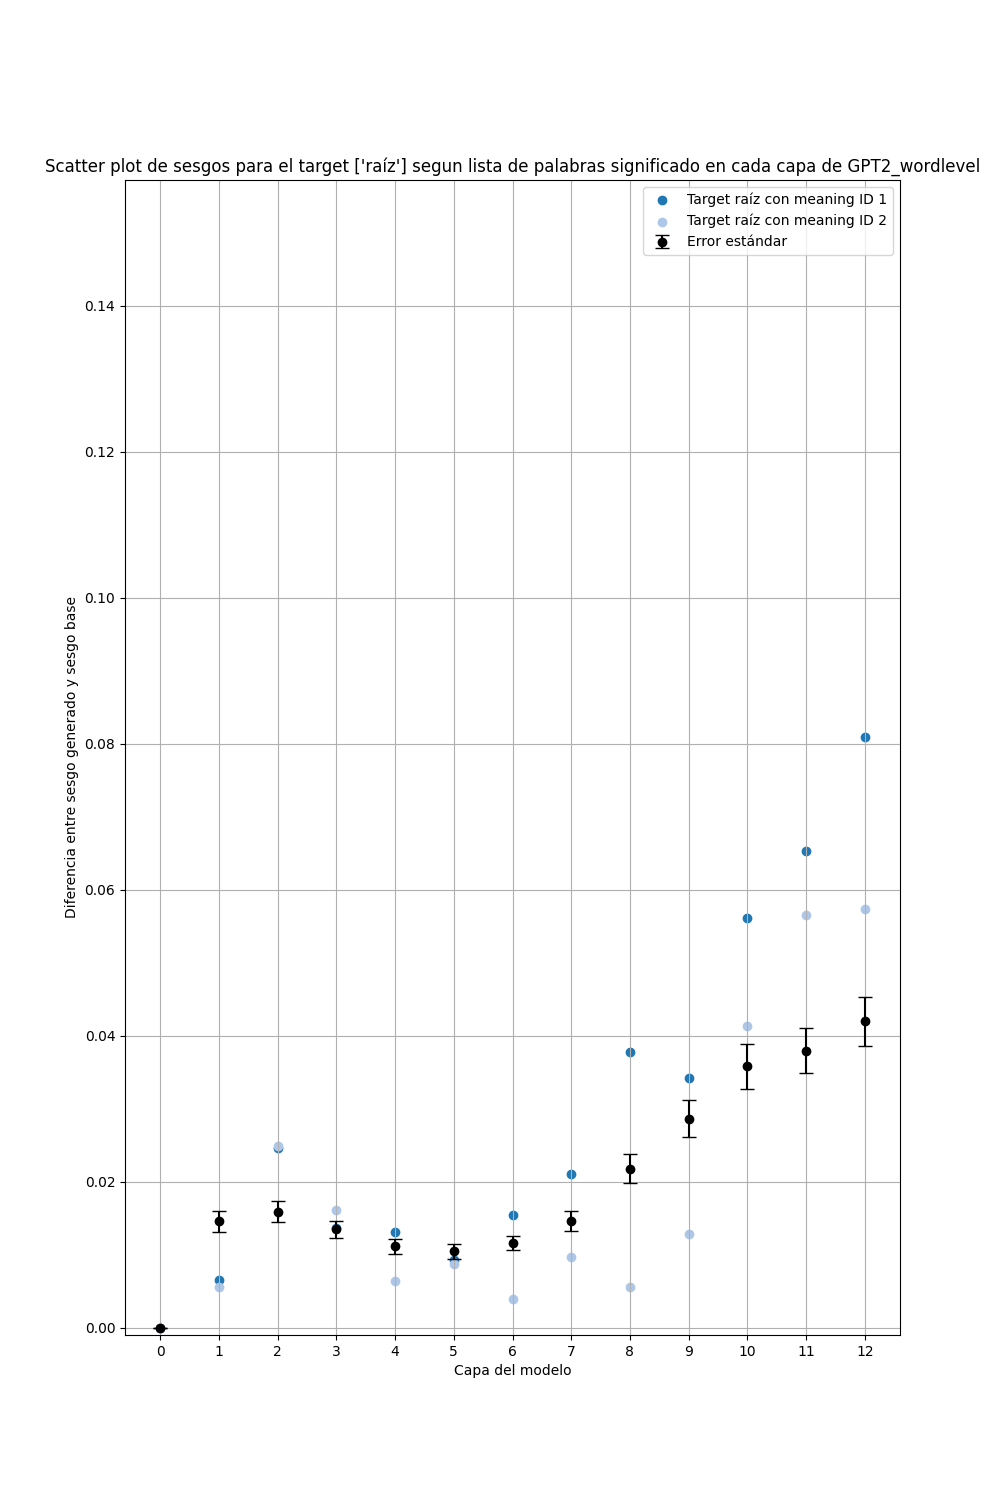 Scatter plot de sesgos para el target ['raíz'] segun lista de palabras significado en cada capa de GPT2_wordlevel
Target raíz con meaning ID 1
Target raíz con meaning ID 2
Error estándar
0.14
0.12
0.10
0.08
0.06
0.04
0.02
0.00
Diferencia entre sesgo generado y sesgo base
0 1 2 3 4 5 6 7 8 9 10 11 12
Capa del modelo